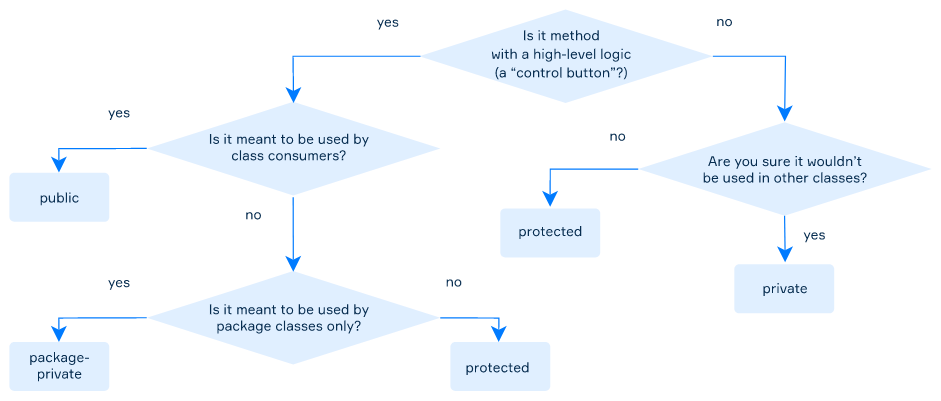 yes
no
Is it method
with a high-level logic
(a “control button”?)
yes
Is it meant to be used by
class consumers?
no
Are you sure it wouldn’t
be used in other classes?
public
no
protected
yes
private
yes
Is it meant to be used by
package classes only?
no
package-
private
protected